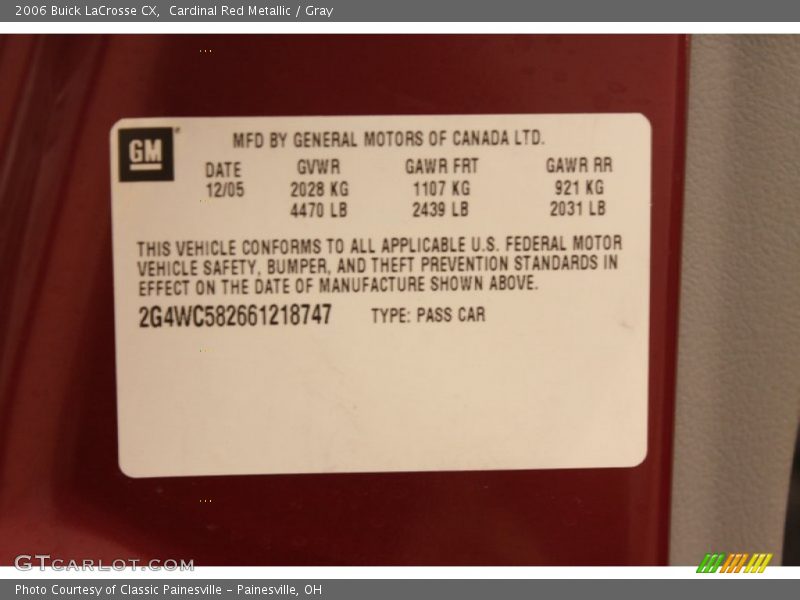 2006 Buick LaCrosse CX,  Cardinal Red Metallic / Gray
GM
MFD BY GENERAL MOTORS OF CANADA LTD.
DATE GVWR GAWR FRT GAWR RR
12/05 2028 KG 1107 KG 921 KG
4470 LB 2439 LB 2031 LB
THIS VEHICLE CONFORMS TO ALL APPLICABLE U.S. FEDERAL MOTOR
VEHICLE SAFETY, BUMPER, AND THEFT PREVENTION STANDARDS IN
EFFECT ON THE DATE OF MANUFACTURE SHOWN ABOVE.
2G4WC582661218747 TYPE: PASS CAR
GTCARLOT.COM
Photo Courtesy of Classic Painesville - Painesville, OH